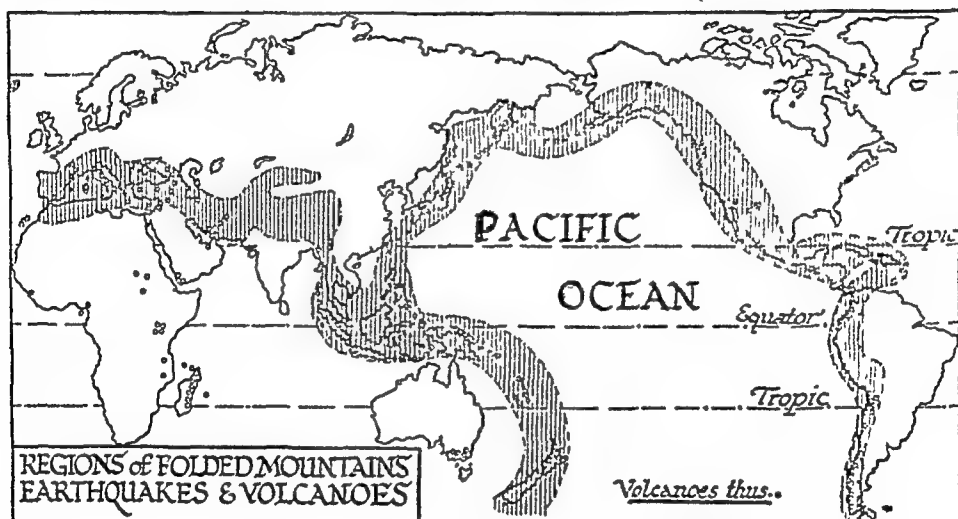 PACIFIC
Tropic
OCEAN
Equator
Tropic
REGIONS of FOLDED MOUNTAINS
EARTHQUAKES & VOLCANOES
Volcanoes thus..